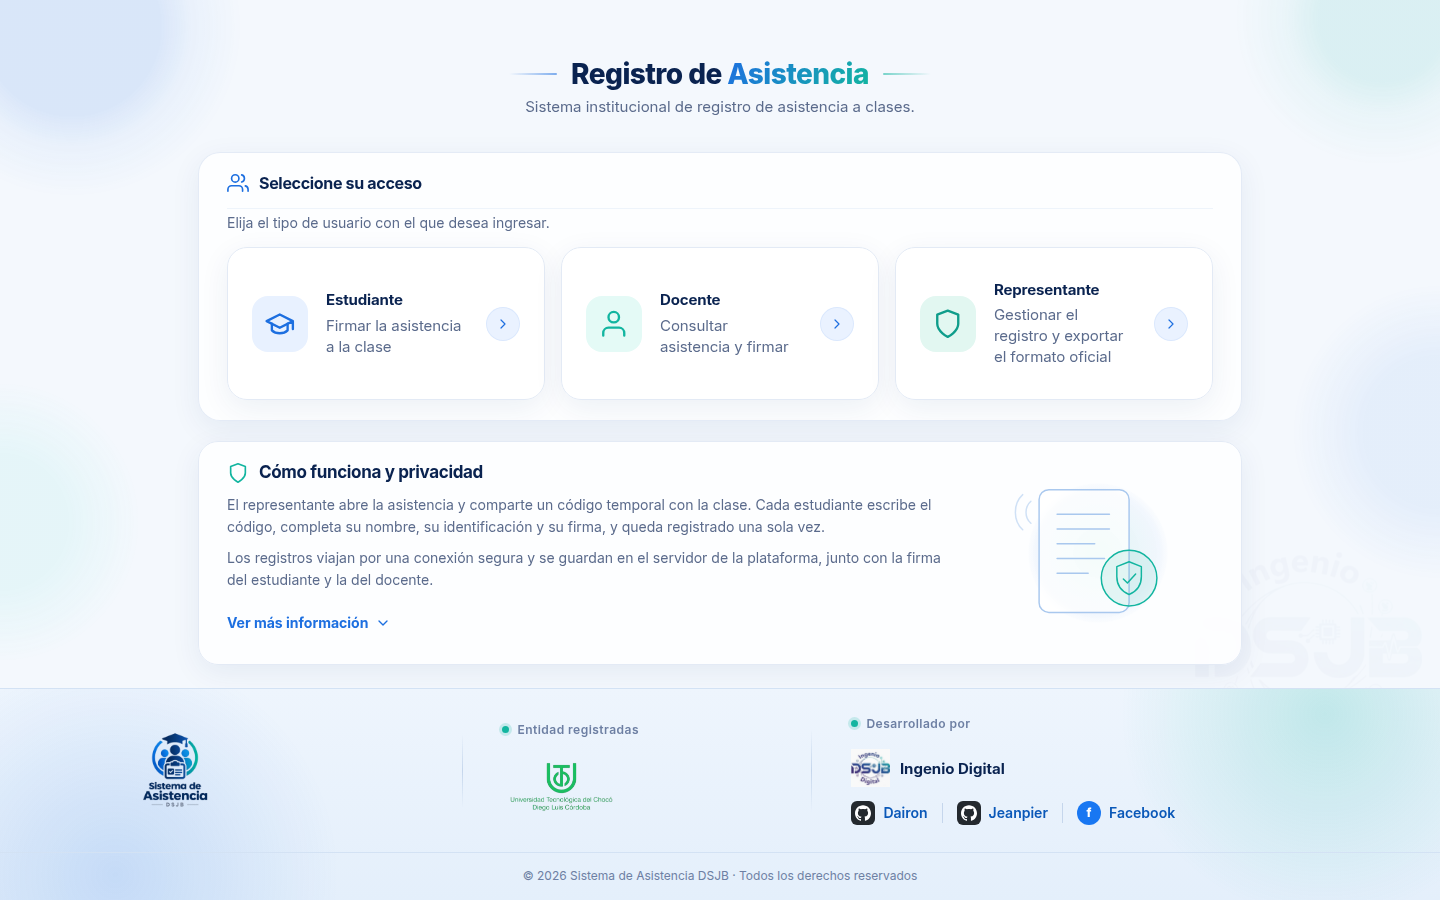 Registro de Asistencia
Sistema institucional de registro de asistencia a clases.
Seleccione su acceso
Elija el tipo de usuario con el que desea ingresar.
Estudiante
Firmar la asistencia
a la clase
Docente
Consultar
asistencia y firmar
Representante
Gestionar el
registro y exportar
el formato oficial
Cómo funciona y privacidad
El representante abre la asistencia y comparte un código temporal con la clase. Cada estudiante escribe el
código, completa su nombre, su identificación y su firma, y queda registrado una sola vez.
Los registros viajan por una conexión segura y se guardan en el servidor de la plataforma, junto con la firma
del estudiante y la del docente.
Ver más información
Ingenio
DSJB
Sistema de
Asistencia
DSJB
Entidad registradas
Universidad Tecnológica del Chocó
Diego Luis Córdoba
Desarrollado por
Ingenio
DSJB
Digital
Ingenio Digital
Dairon
Jeanpier
f
Facebook
© 2026 Sistema de Asistencia DSJB · Todos los derechos reservados